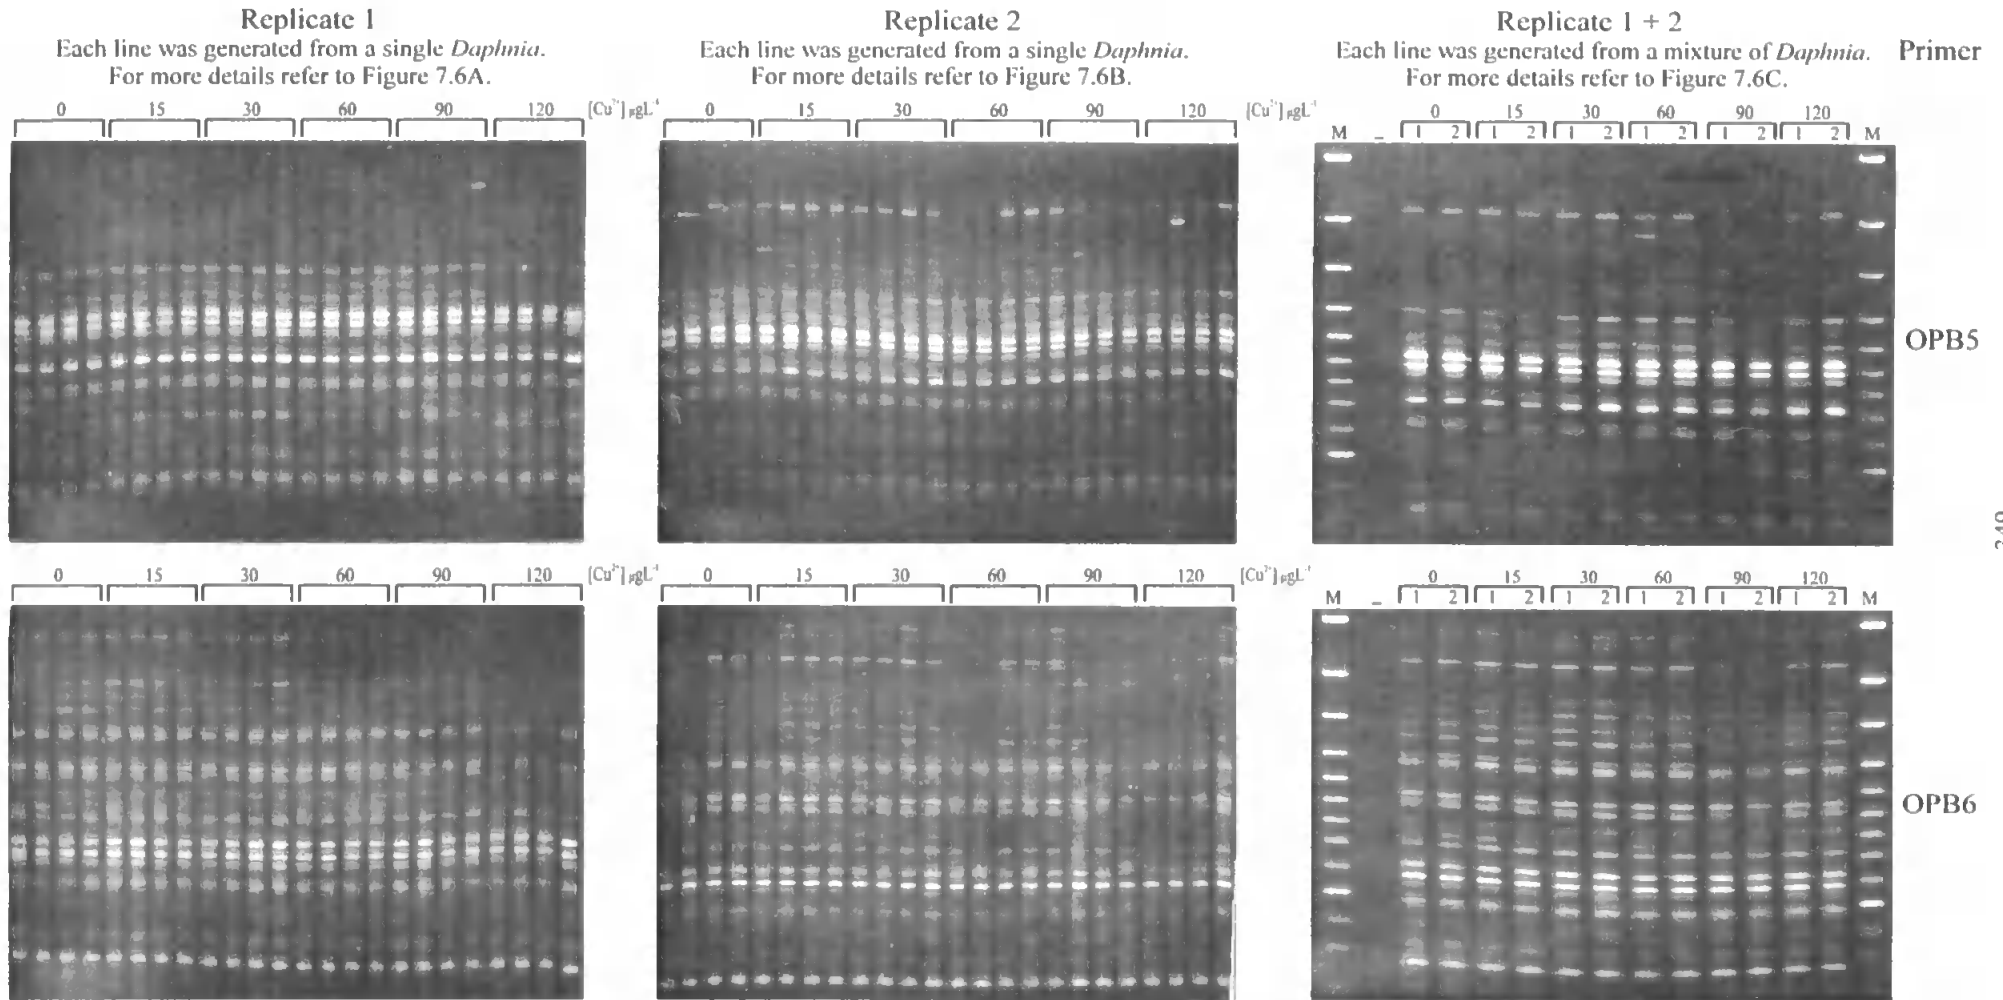 Replicate 1
Each line was generated from a single Daphnia.
For more details refer to Figure 7.6A.
Replicate 2
Each line was generated from a single Daphnia.
For more details refer to Figure 7.6B.
Replicate 1 + 2
Each line was generated from a mixture of Daphnia.
For more details refer to Figure 7.6C.
Primer
0 15 30 60 90 120 [Cu²⁺] µgL⁻¹
0 15 30 60 90 120 [Cu²⁺] µgL⁻¹
0 15 30 60 90 120
M – 1 2 1 2 1 2 1 2 1 2 1 2 M
OPB5
249
0 15 30 60 90 120 [Cu²⁺] µgL⁻¹
0 15 30 60 90 120 [Cu²⁺] µgL⁻¹
0 15 30 60 90 120
M – 1 2 1 2 1 2 1 2 1 2 1 2 M
OPB6